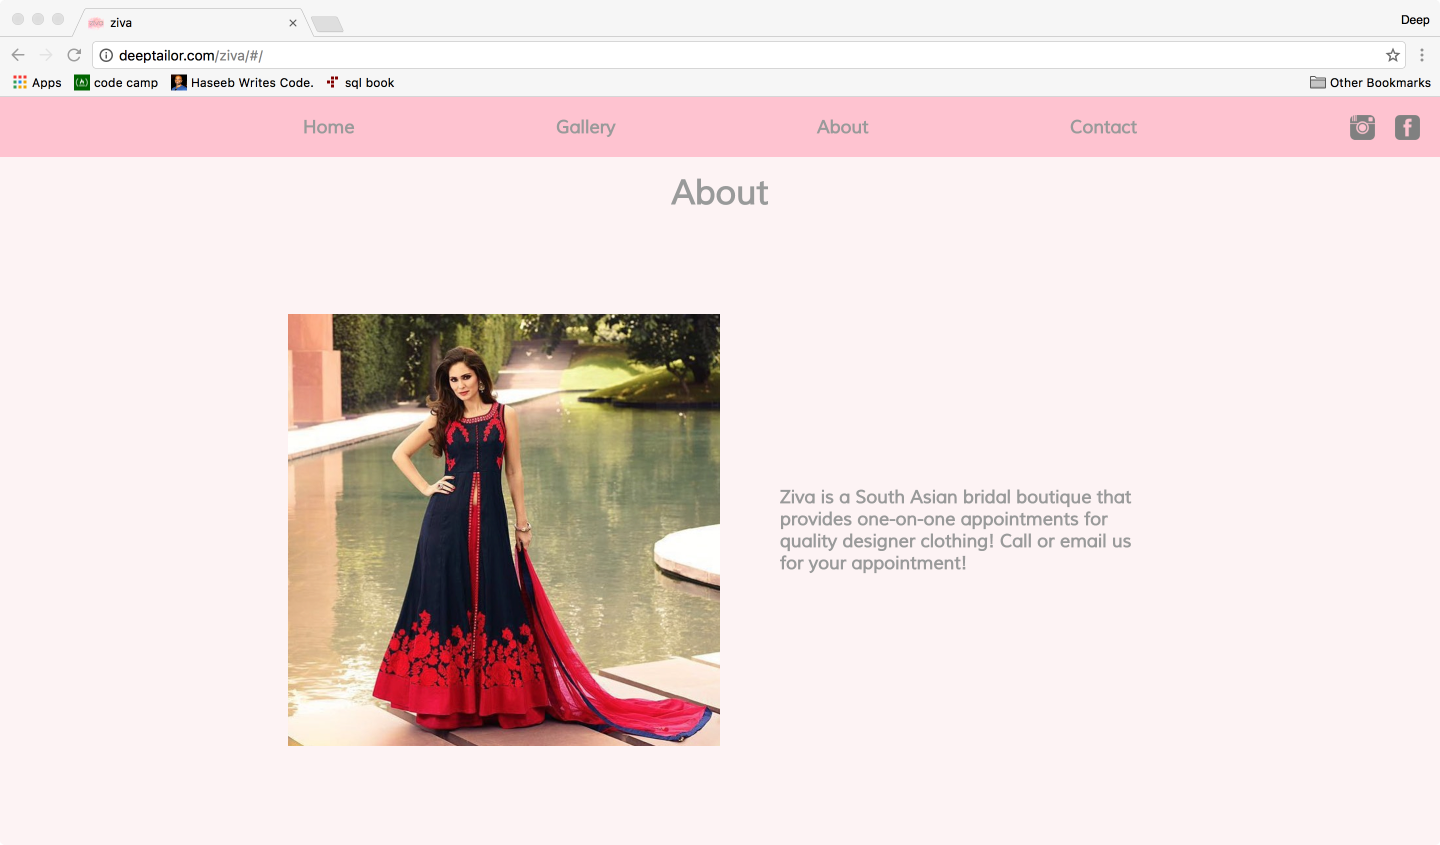 ziva
Deep
deeptailor.com/ziva/#/
Apps code camp Haseeb Writes Code. sql book Other Bookmarks
Home Gallery About Contact
About
Ziva is a South Asian bridal boutique that
provides one-on-one appointments for
quality designer clothing! Call or email us
for your appointment!